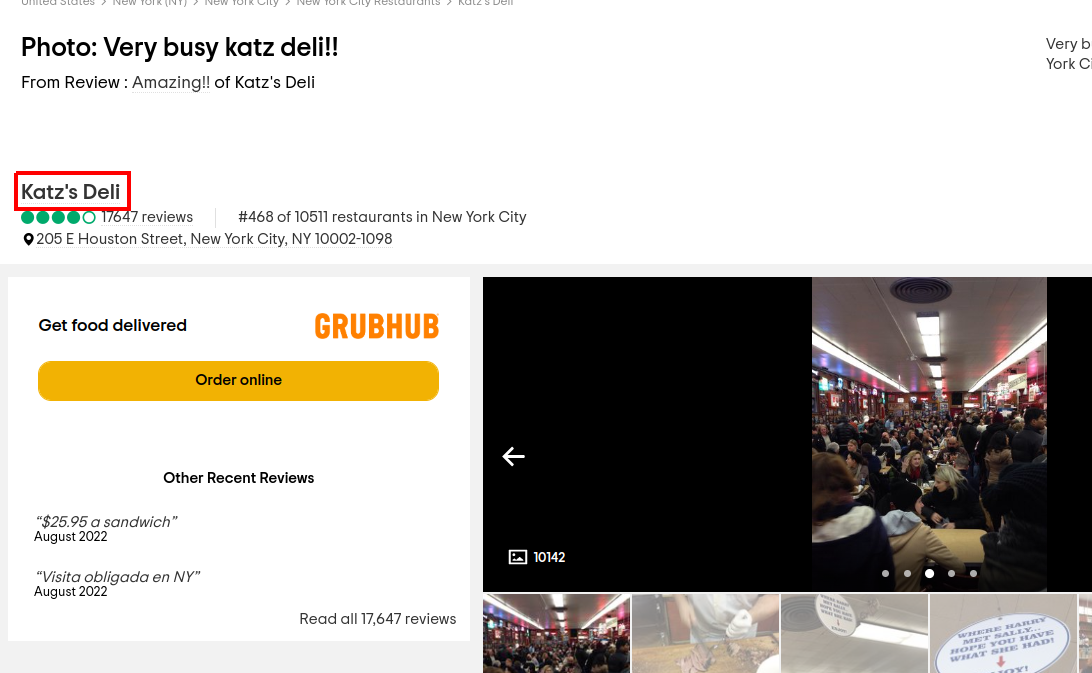 United States > New York (NY) > New York City > New York City Restaurants > Katz's Deli
Photo: Very busy katz deli!!
From Review : Amazing!! of Katz's Deli
Very b
York Ci
Katz's Deli
17647 reviews
#468 of 10511 restaurants in New York City
205 E Houston Street, New York City, NY 10002-1098
Get food delivered
GRUBHUB
Order online
Other Recent Reviews
“$25.95 a sandwich”
August 2022
“Visita obligada en NY”
August 2022
Read all 17,647 reviews
10142
WHERE HARRY
MET SALLY...
HOPE YOU HAVE
WHAT SHE HAD!